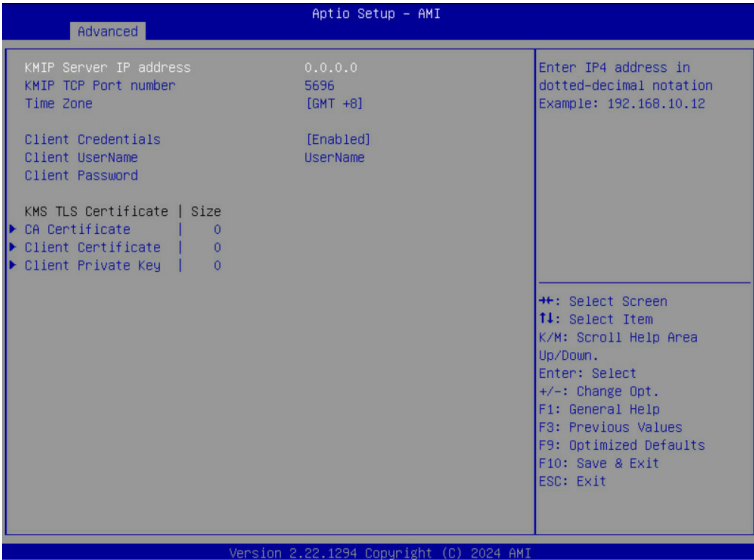 Aptio Setup – AMI
Advanced
KMIP Server IP address 0.0.0.0
KMIP TCP Port number 5696
Time Zone [GMT +8]
Client Credentials [Enabled]
Client UserName UserName
Client Password
KMS TLS Certificate | Size
CA Certificate | 0
Client Certificate | 0
Client Private Key | 0
Enter IP4 address in
dotted-decimal notation
Example: 192.168.10.12
→←: Select Screen
↑↓: Select Item
K/M: Scroll Help Area
Up/Down.
Enter: Select
+/-: Change Opt.
F1: General Help
F3: Previous Values
F9: Optimized Defaults
F10: Save & Exit
ESC: Exit
Version 2.22.1294 Copyright (C) 2024 AMI